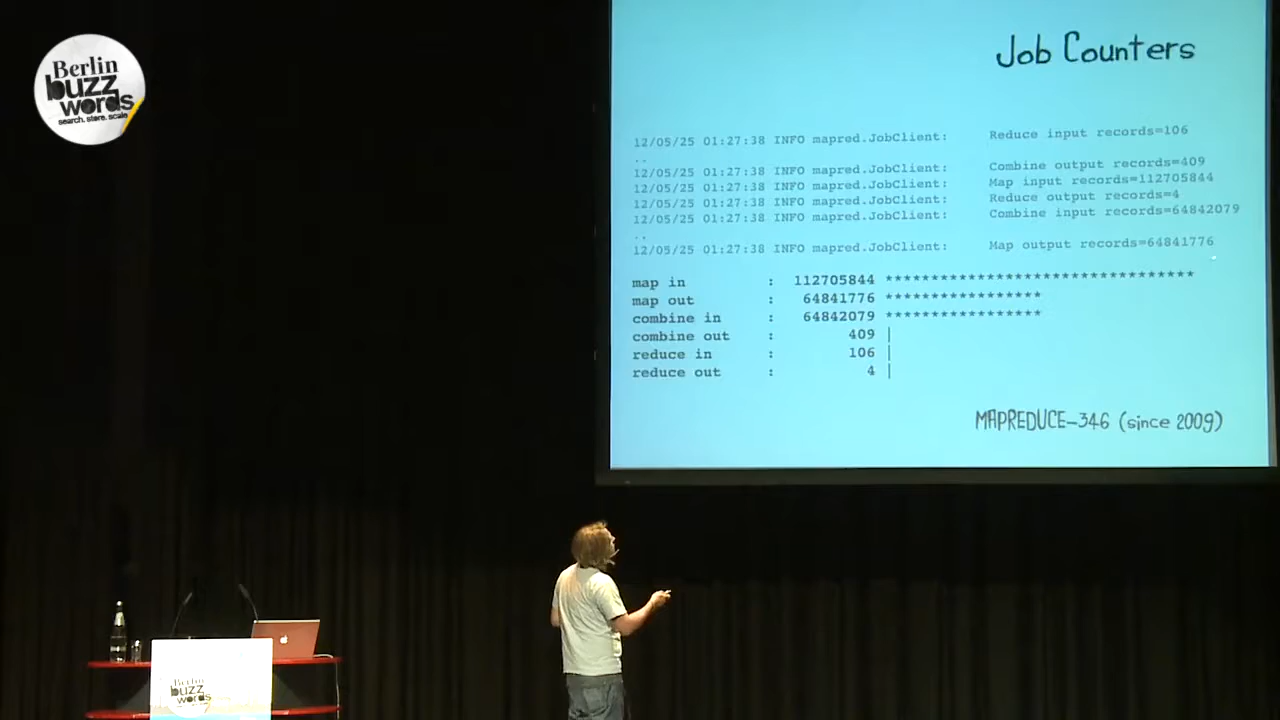 Berlin
buzz
words
search. store. scale
Job Counters
12/05/25 01:27:38 INFO mapred.JobClient: Reduce input records=106
..
12/05/25 01:27:38 INFO mapred.JobClient: Combine output records=409
12/05/25 01:27:38 INFO mapred.JobClient: Map input records=112705844
12/05/25 01:27:38 INFO mapred.JobClient: Reduce output records=4
12/05/25 01:27:38 INFO mapred.JobClient: Combine input records=64842079
..
12/05/25 01:27:38 INFO mapred.JobClient: Map output records=64841776
map in : 112705844 **********************************
map out : 64841776 *****************
combine in : 64842079 *****************
combine out : 409 |
reduce in : 106 |
reduce out : 4 |
MAPREDUCE-346 (since 2009)
Berlin
buzz
words